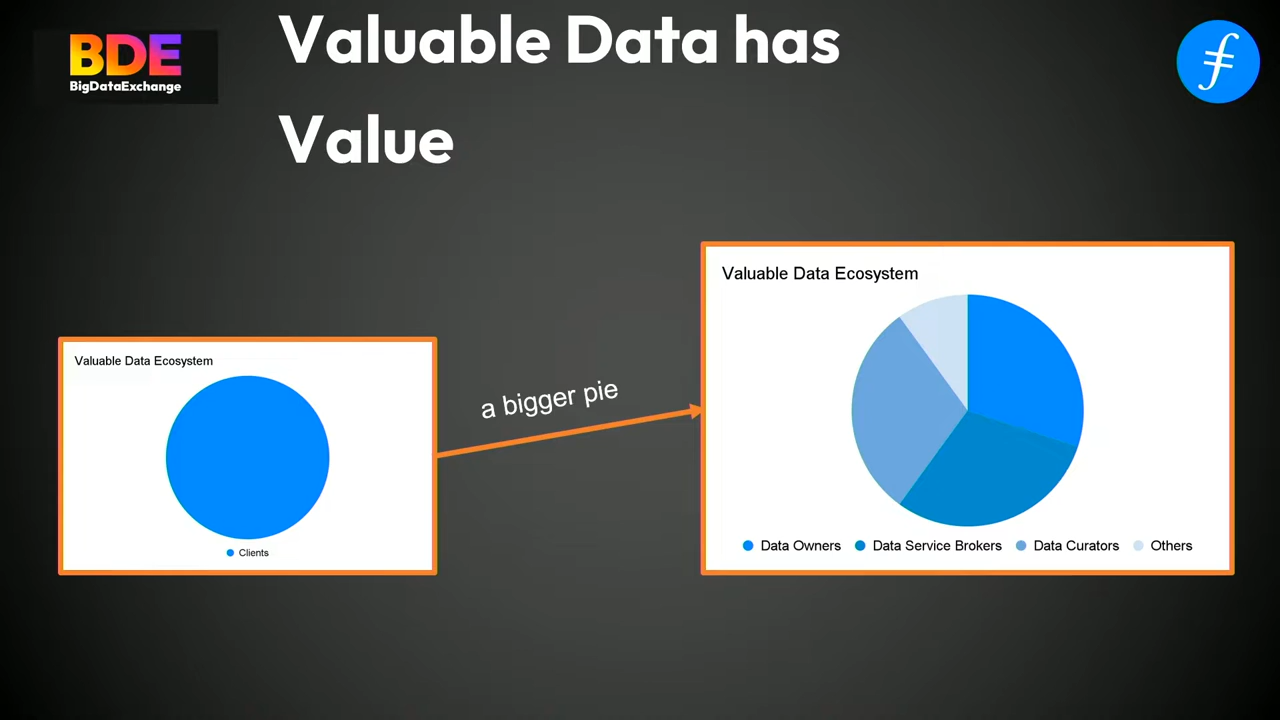 BDE
BigDataExchange
Valuable Data has
Value
Valuable Data Ecosystem
Clients
a bigger pie
Valuable Data Ecosystem
Data Owners Data Service Brokers Data Curators Others